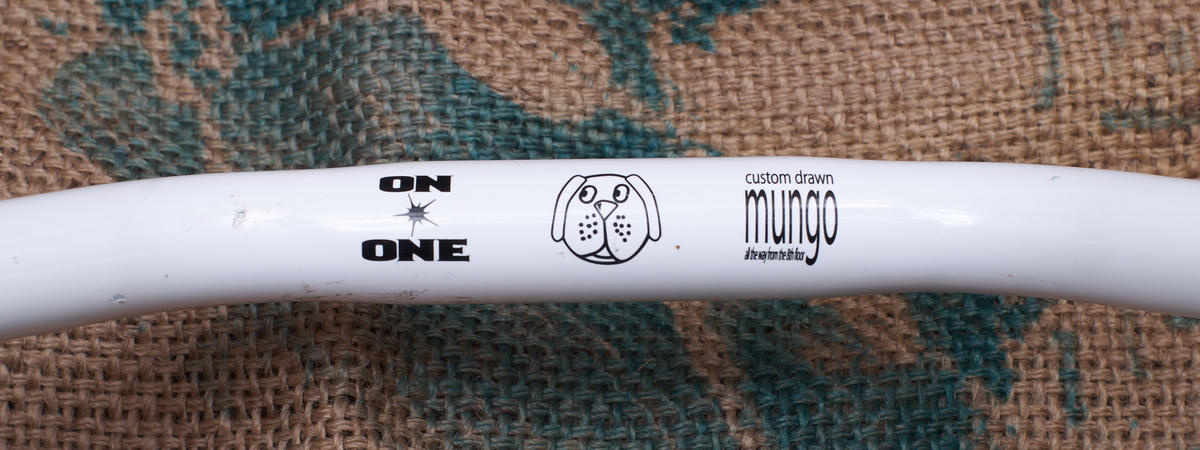 ON
ONE
custom drawn
mungo
all the way from the 8th floor